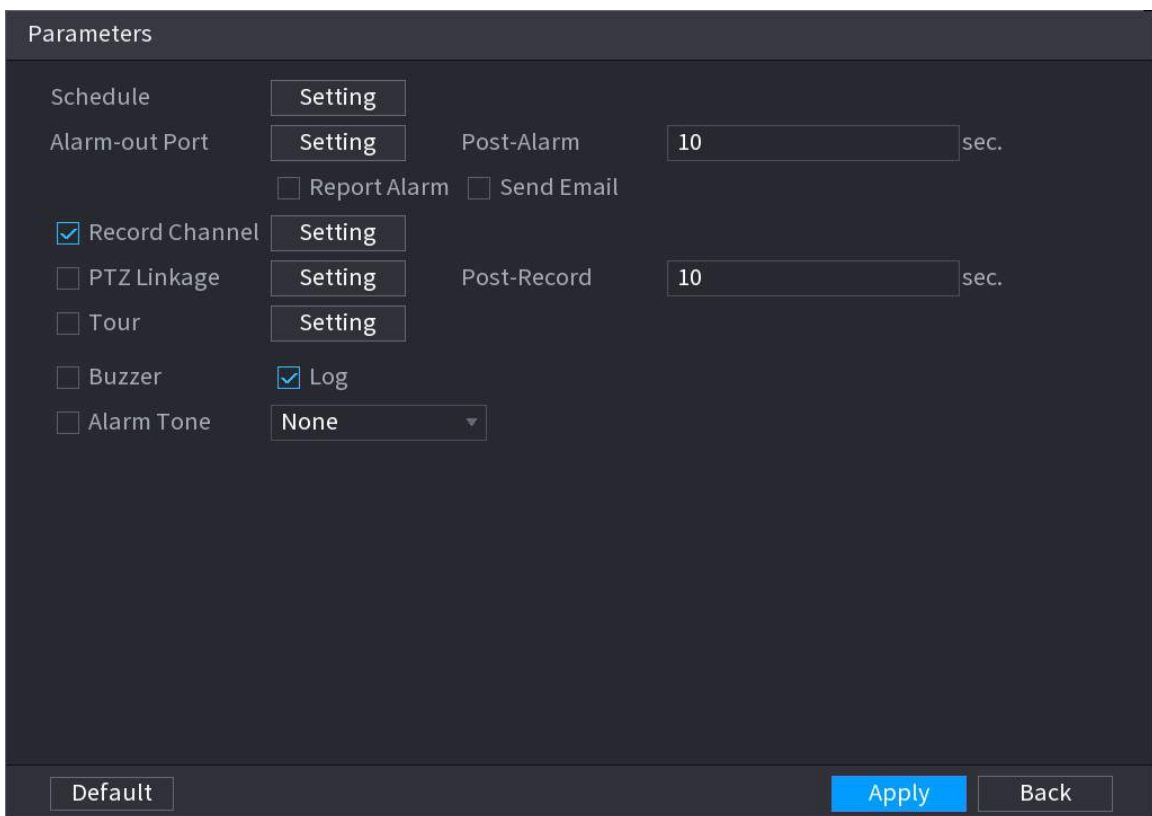 Parameters
Schedule Setting
Alarm-out Port Setting Post-Alarm 10 sec.
Report Alarm Send Email
Record Channel Setting
PTZ Linkage Setting Post-Record 10 sec.
Tour Setting
Buzzer Log
Alarm Tone None
Default Apply Back